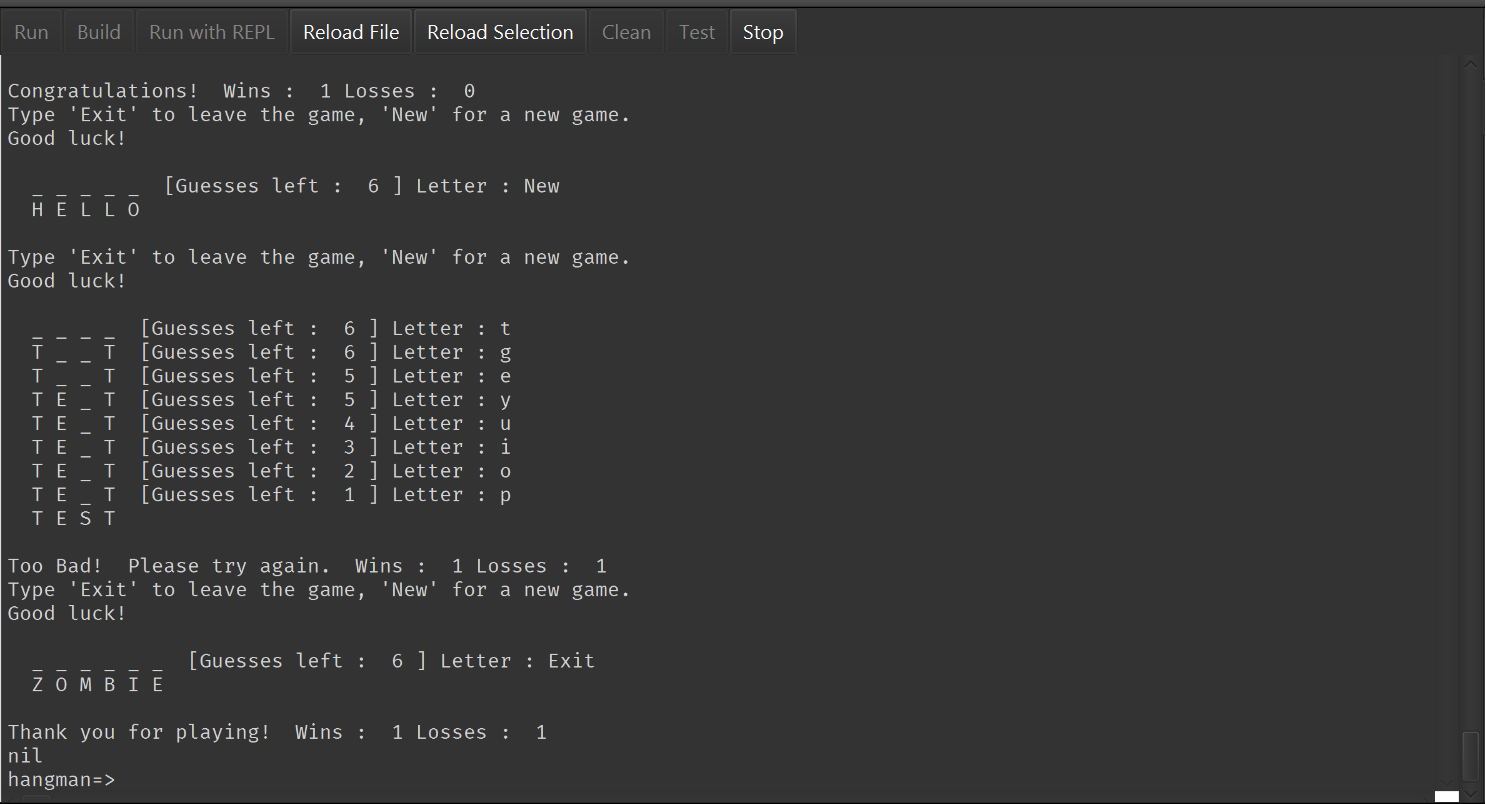 Run Build Run with REPL Reload File Reload Selection Clean Test Stop
Congratulations!  Wins :  1 Losses :  0
Type 'Exit' to leave the game, 'New' for a new game.
Good luck!
_ _ _ _ _  [Guesses left :  6 ] Letter : New
H E L L O
Type 'Exit' to leave the game, 'New' for a new game.
Good luck!
_ _ _ _  [Guesses left :  6 ] Letter : t
T _ _ T  [Guesses left :  6 ] Letter : g
T _ _ T  [Guesses left :  5 ] Letter : e
T E _ T  [Guesses left :  5 ] Letter : y
T E _ T  [Guesses left :  4 ] Letter : u
T E _ T  [Guesses left :  3 ] Letter : i
T E _ T  [Guesses left :  2 ] Letter : o
T E _ T  [Guesses left :  1 ] Letter : p
T E S T
Too Bad!  Please try again.  Wins :  1 Losses :  1
Type 'Exit' to leave the game, 'New' for a new game.
Good luck!
_ _ _ _ _ _  [Guesses left :  6 ] Letter : Exit
Z O M B I E
Thank you for playing!  Wins :  1 Losses :  1
nil
hangman=>